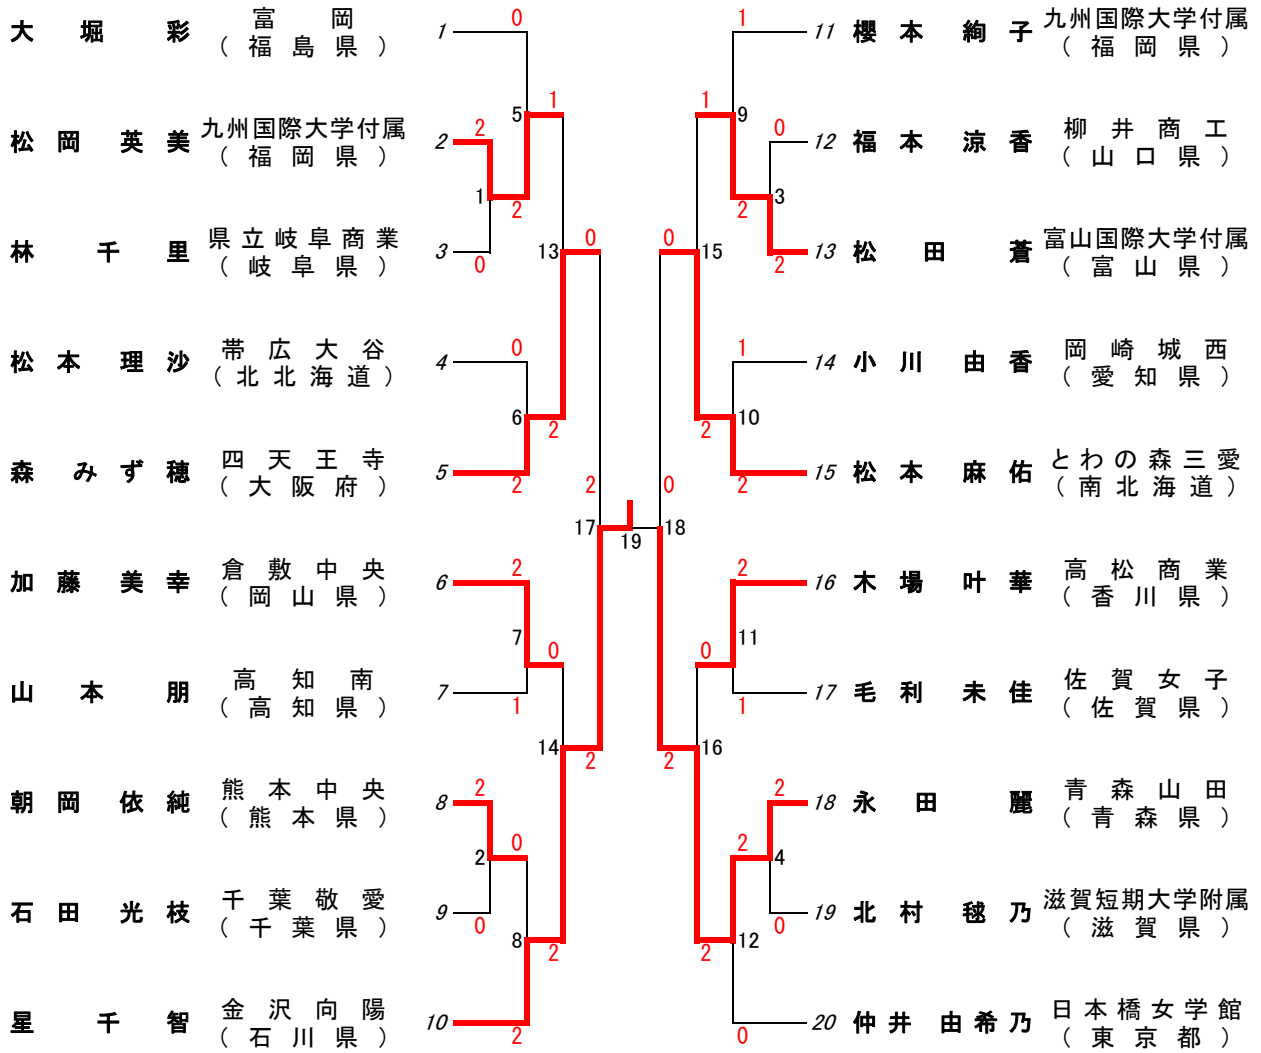 大堀彩 富岡 (福島県) 1 0
松岡英美 九州国際大学付属 (福岡県) 2 2
林千里 県立岐阜商業 (岐阜県) 3 0
松本理沙 帯広大谷 (北北海道) 4 0
森みず穂 四天王寺 (大阪府) 5 2
加藤美幸 倉敷中央 (岡山県) 6 2
山本朋 高知南 (高知県) 7 1
朝岡依純 熊本中央 (熊本県) 8 2
石田光枝 千葉敬愛 (千葉県) 9 0
星千智 金沢向陽 (石川県) 10 2
1 2
5 1
13 0
6 2
17 2
7 0
14 2
2 0
8 2
19
1 11 櫻本絢子 九州国際大学付属 (福岡県)
0 12 福本涼香 柳井商工 (山口県)
2 13 松田蒼 富山国際大学付属 (富山県)
1 14 小川由香 岡崎城西 (愛知県)
2 15 松本麻佑 とわの森三愛 (南北海道)
2 16 木場叶華 高松商業 (香川県)
1 17 毛利未佳 佐賀女子 (佐賀県)
2 18 永田麗 青森山田 (青森県)
0 19 北村毬乃 滋賀短期大学附属 (滋賀県)
0 20 仲井由希乃 日本橋女学館 (東京都)
1 9
2 3
0 15
2 10
0 18
0 11
2 16
2 4
2 12